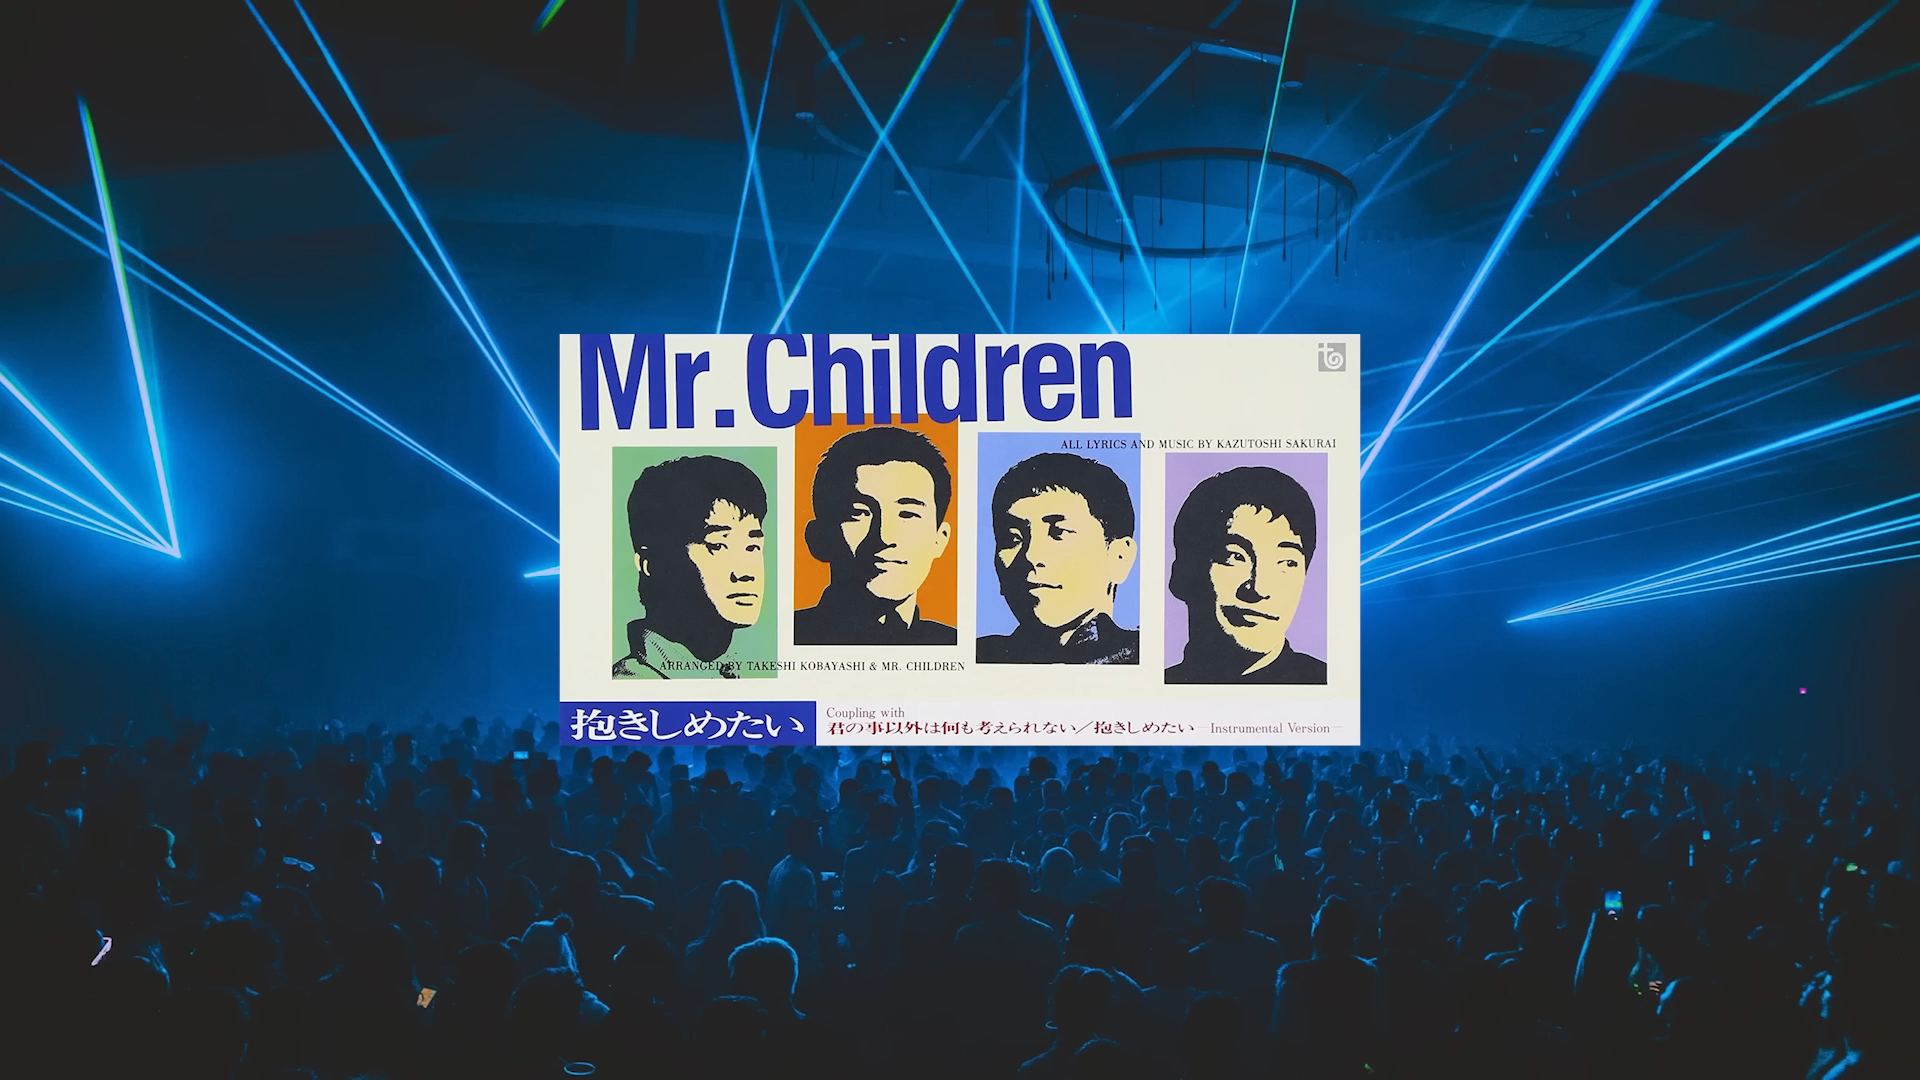 Mr. Children
ALL LYRICS AND MUSIC BY KAZUTOSHI SAKURAI
ARRANGED BY TAKESHI KOBAYASHI & MR. CHILDREN
抱きしめたい
Coupling with
君の事以外は何も考えられない／抱きしめたい —Instrumental Version—